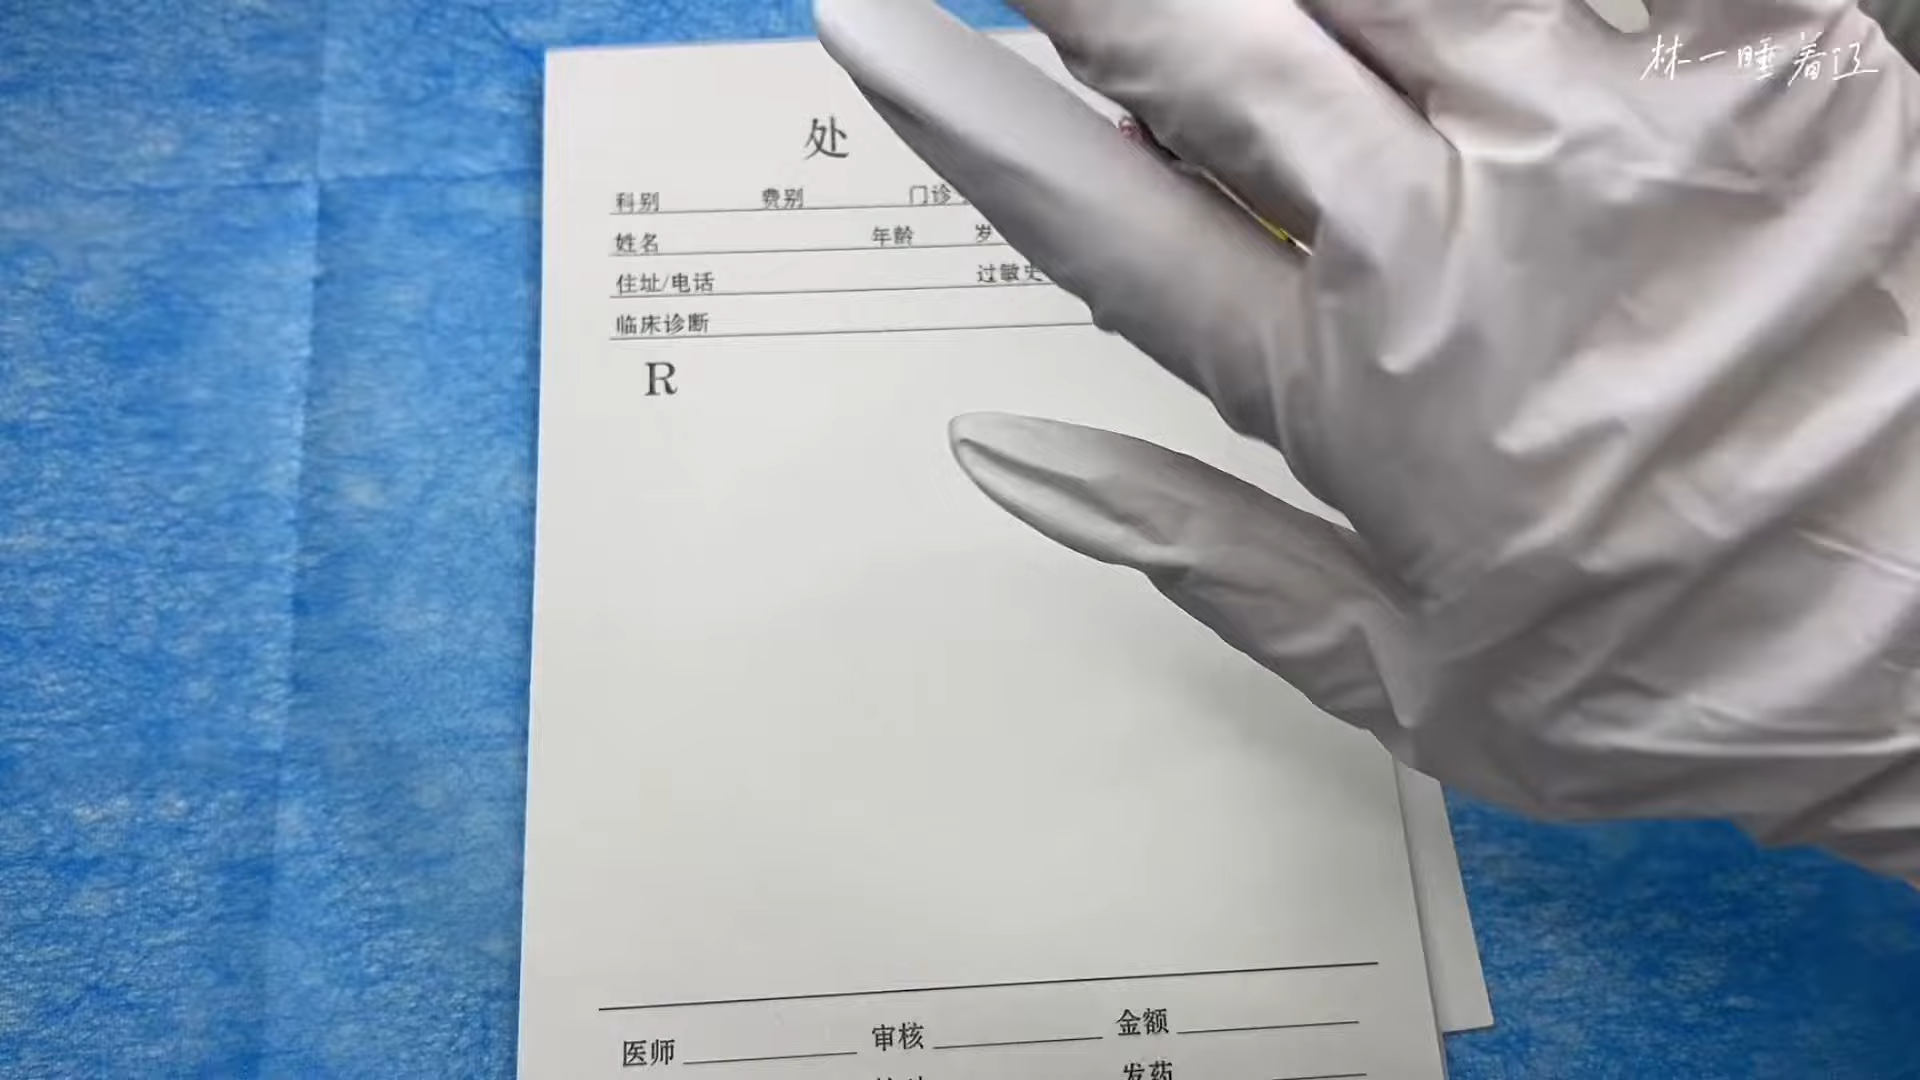 林一睡着辽
处
科别 费别 门诊
姓名 年龄 岁
住址/电话 过敏史
临床诊断
R
医师 审核 金额
发药